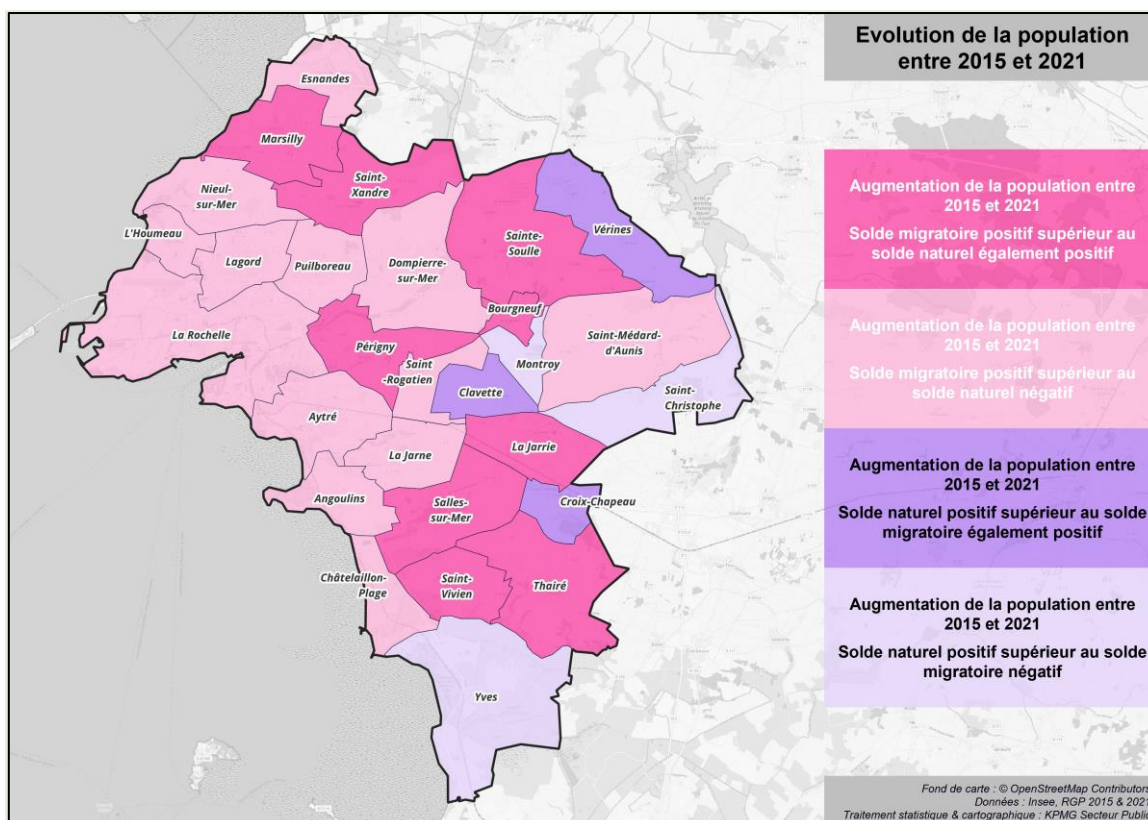 Evolution de la population
entre 2015 et 2021
Esnandes
Marsilly
Saint-
Xandre
Nieul-
sur-Mer
L'Houmeau
Lagord
Puilboreau
Dompierre-
sur-Mer
Sainte-
Soulle
Vérines
La Rochelle
Périgny
Bourgneuf
Saint
-Rogatien
Montroy
Saint-Médard-
d'Aunis
Clavette
Saint-
Christophe
Aytré
La Jarne
La Jarrie
Angoulins
Salles-
sur-Mer
Croix-Chapeau
Châtelaillon-
Plage
Saint-
Vivien
Thairé
Yves
Augmentation de la population entre
2015 et 2021
Solde migratoire positif supérieur au
solde naturel également positif
Augmentation de la population entre
2015 et 2021
Solde migratoire positif supérieur au
solde naturel négatif
Augmentation de la population entre
2015 et 2021
Solde naturel positif supérieur au solde
migratoire également positif
Augmentation de la population entre
2015 et 2021
Solde naturel positif supérieur au solde
migratoire négatif
Fond de carte : © OpenStreetMap Contributors
Données : Insee, RGP 2015 & 2021
Traitement statistique & cartographique : KPMG Secteur Public